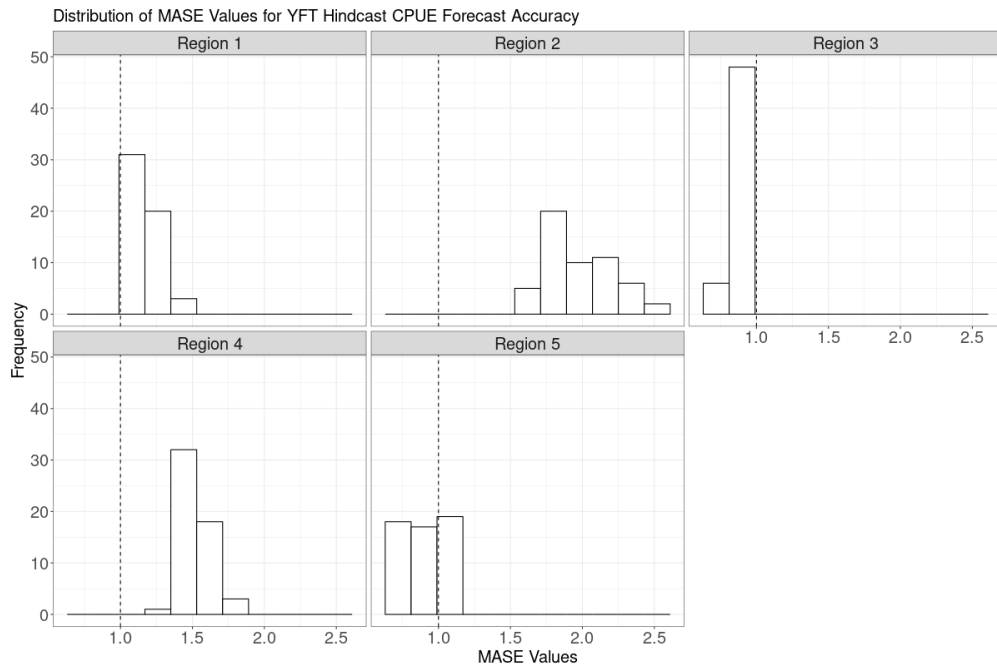 Distribution of MASE Values for YFT Hindcast CPUE Forecast Accuracy
Region 1
Region 2
Region 3
50
40
30
20
10
0
1.0 1.5 2.0 2.5
Region 4
Region 5
50
40
30
20
10
0
1.0 1.5 2.0 2.5
1.0 1.5 2.0 2.5
Frequency
MASE Values